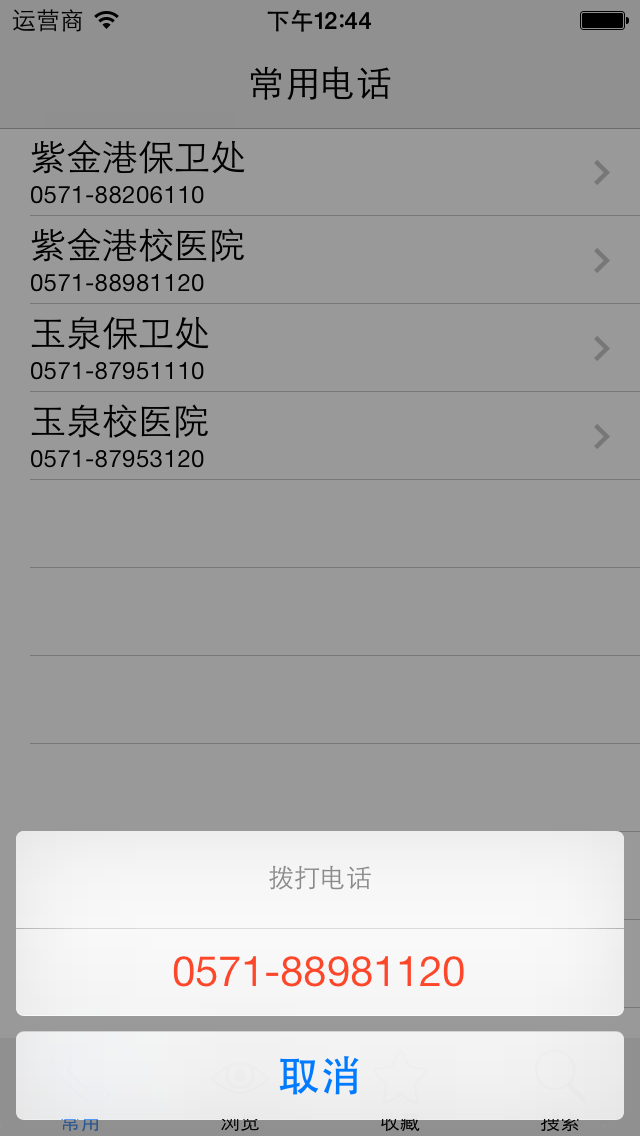 运营商 下午12:44
常用电话
紫金港保卫处
0571-88206110
紫金港校医院
0571-88981120
玉泉保卫处
0571-87951110
玉泉校医院
0571-87953120
拨打电话
0571-88981120
取消
常用 浏览 收藏 搜索